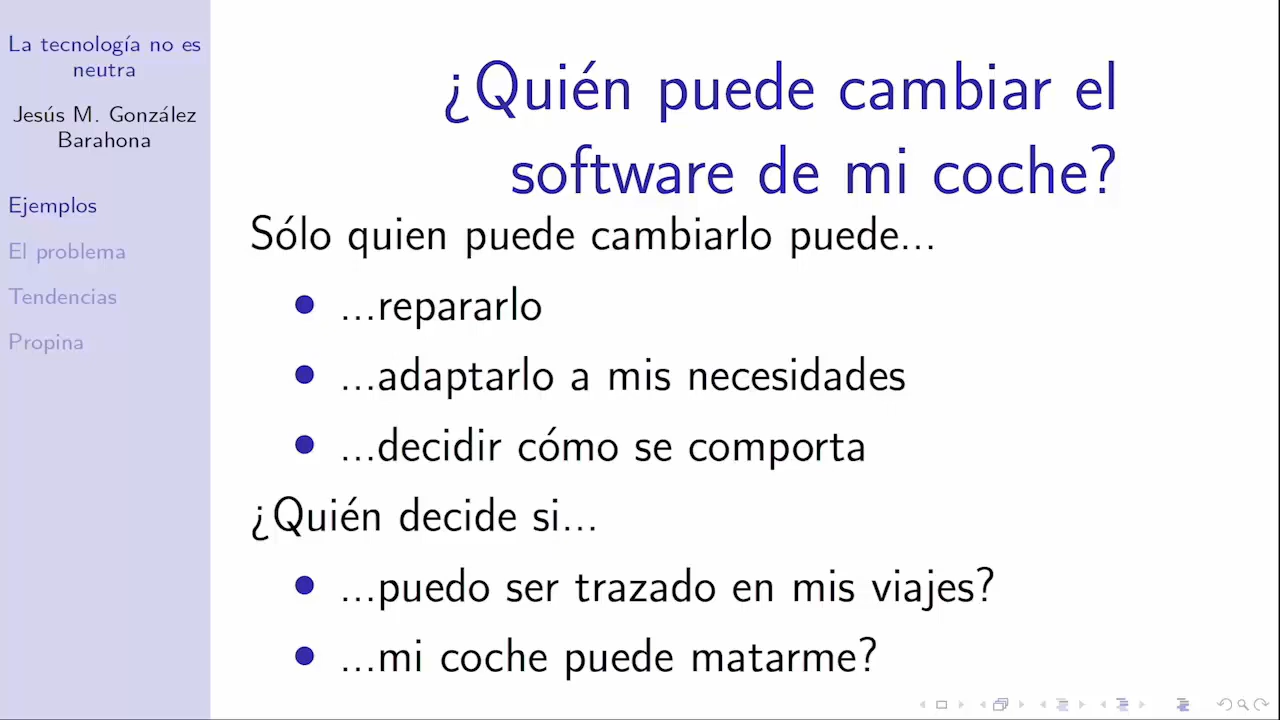 La tecnología no es
neutra
Jesús M. González
Barahona
Ejemplos
El problema
Tendencias
Propina
¿Quién puede cambiar el
software de mi coche?
Sólo quien puede cambiarlo puede...
...repararlo
...adaptarlo a mis necesidades
...decidir cómo se comporta
¿Quién decide si...
...puedo ser trazado en mis viajes?
...mi coche puede matarme?